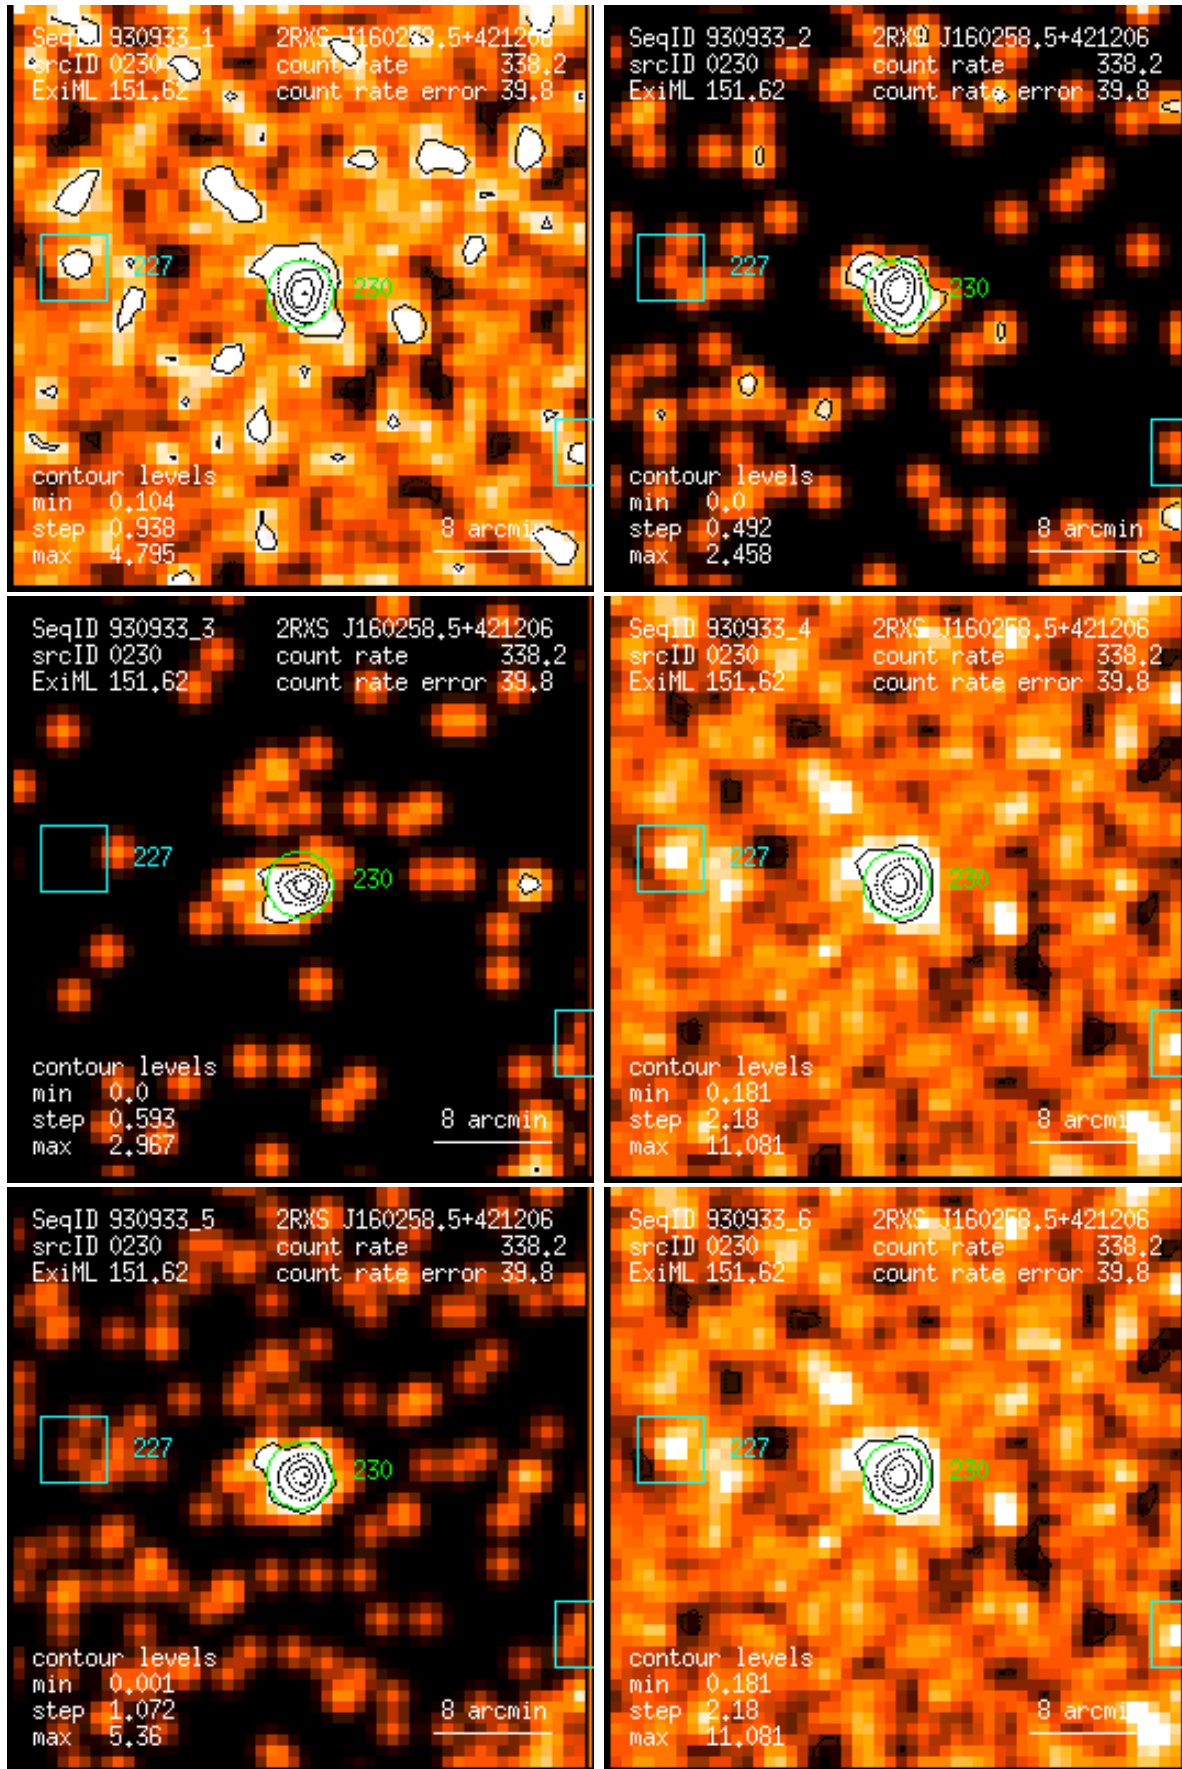 SeqID 930933_1 2RXS J160258.5+421206
srcID 0230 count rate 338.2
ExiML 151.62 count rate error 39.8
227
230
contour levels
min 0.104
step 0.938
max 4.795
8 arcmin
SeqID 930933_2 2RXS J160258.5+421206
srcID 0230 count rate 338.2
ExiML 151.62 count rate error 39.8
227
230
contour levels
min 0.0
step 0.492
max 2.458
8 arcmin
SeqID 930933_3 2RXS J160258.5+421206
srcID 0230 count rate 338.2
ExiML 151.62 count rate error 39.8
227
230
contour levels
min 0.0
step 0.593
max 2.967
8 arcmin
SeqID 930933_4 2RXS J160258.5+421206
srcID 0230 count rate 338.2
ExiML 151.62 count rate error 39.8
227
230
contour levels
min 0.181
step 2.18
max 11.081
8 arcmin
SeqID 930933_5 2RXS J160258.5+421206
srcID 0230 count rate 338.2
ExiML 151.62 count rate error 39.8
227
230
contour levels
min 0.001
step 1.072
max 5.36
8 arcmin
SeqID 930933_6 2RXS J160258.5+421206
srcID 0230 count rate 338.2
ExiML 151.62 count rate error 39.8
227
230
contour levels
min 0.181
step 2.18
max 11.081
8 arcmin